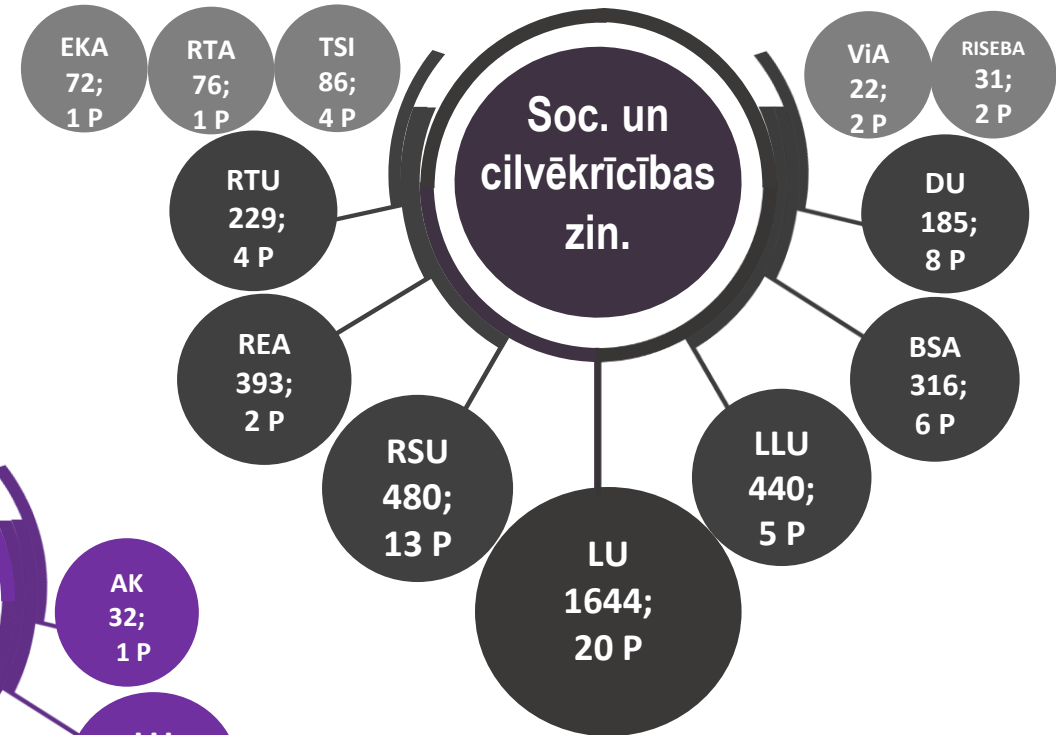 EKA
72;
1 P
RTA
76;
1 P
TSI
86;
4 P
Soc. un
cilvēkrīcības
zin.
ViA
22;
2 P
RISEBA
31;
2 P
RTU
229;
4 P
DU
185;
8 P
REA
393;
2 P
BSA
316;
6 P
RSU
480;
13 P
LLU
440;
5 P
LU
1644;
20 P
AK
32;
1 P